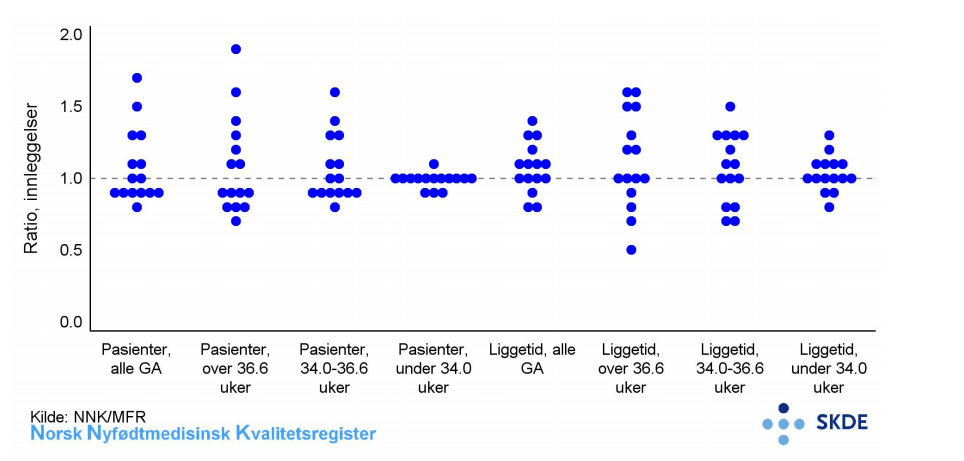 2.0
1.5
1.0
0.5
0.0
Ratio, innleggelser
Pasienter,
alle GA
Pasienter,
over 36.6
uker
Pasienter,
34.0-36.6
uker
Pasienter,
under 34.0
uker
Liggetid, alle
GA
Liggetid,
over 36.6
uker
Liggetid,
34.0-36.6
uker
Liggetid,
under 34.0
uker
Kilde: NNK/MFR
Norsk Nyfødtmedisinsk Kvalitetsregister
SKDE